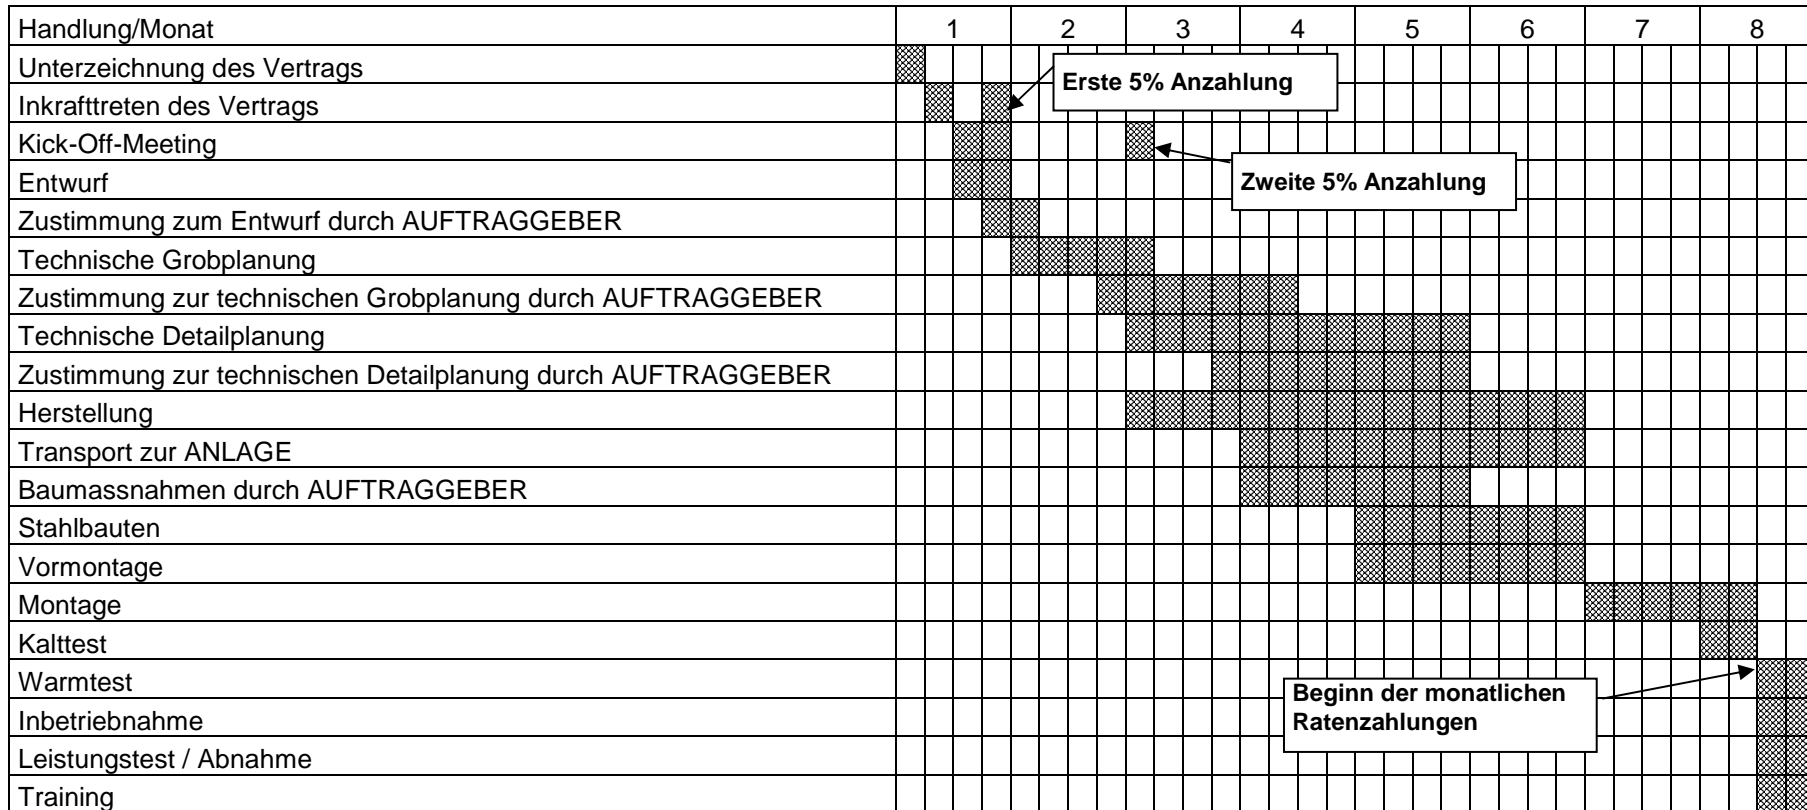 Handlung/Monat 1 2 3 4 5 6 7 8
Unterzeichnung des Vertrags
Erste 5% Anzahlung
Inkrafttreten des Vertrags
Kick-Off-Meeting
Entwurf
Zweite 5% Anzahlung
Zustimmung zum Entwurf durch AUFTRAGGEBER
Technische Grobplanung
Zustimmung zur technischen Grobplanung durch AUFTRAGGEBER
Technische Detailplanung
Zustimmung zur technischen Detailplanung durch AUFTRAGGEBER
Herstellung
Transport zur ANLAGE
Baumassnahmen durch AUFTRAGGEBER
Stahlbauten
Vormontage
Montage
Kalttest
Warmtest
Beginn der monatlichen
Ratenzahlungen
Inbetriebnahme
Leistungstest / Abnahme
Training